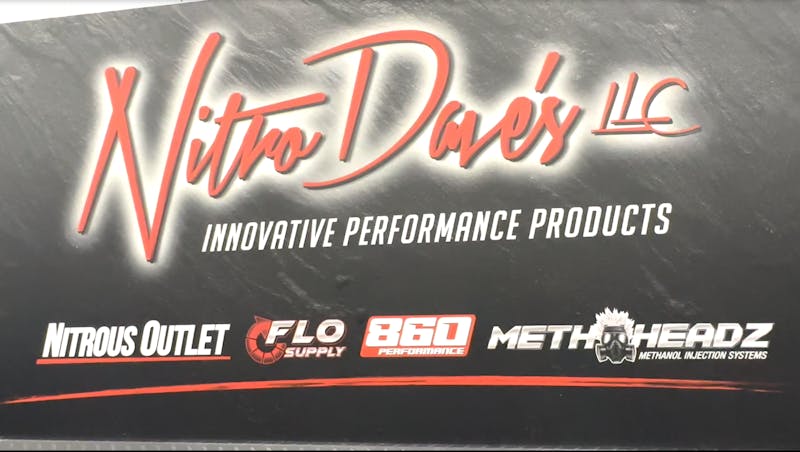 Nitro Dave's LLC
INNOVATIVE PERFORMANCE PRODUCTS
NITROUS OUTLET
FLO
SUPPLY
860
PERFORMANCE
METH HEADZ
METHANOL INJECTION SYSTEMS